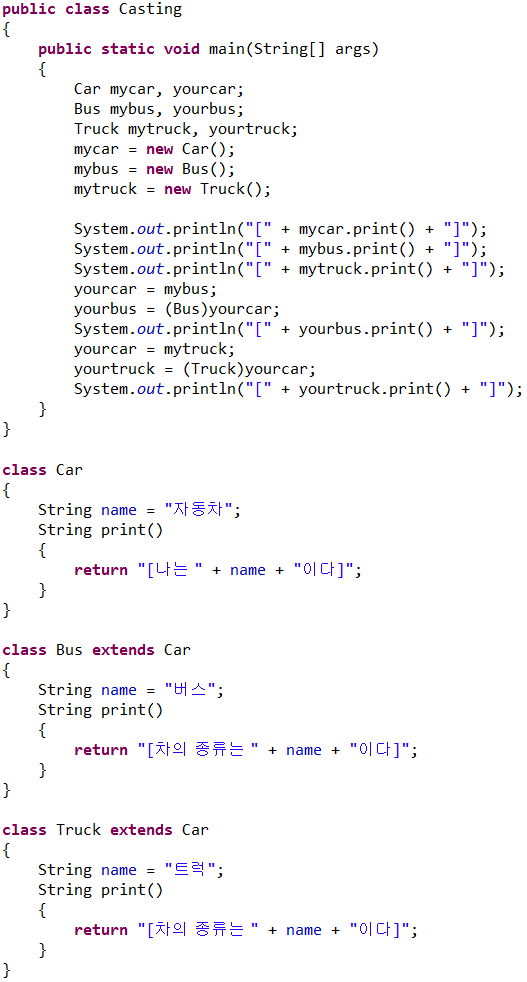 public class Casting
{
    public static void main(String[] args)
    {
        Car mycar, yourcar;
        Bus mybus, yourbus;
        Truck mytruck, yourtruck;
        mycar = new Car();
        mybus = new Bus();
        mytruck = new Truck();

        System.out.println("[" + mycar.print() + "]");
        System.out.println("[" + mybus.print() + "]");
        System.out.println("[" + mytruck.print() + "]");
        yourcar = mybus;
        yourbus = (Bus)yourcar;
        System.out.println("[" + yourbus.print() + "]");
        yourcar = mytruck;
        yourtruck = (Truck)yourcar;
        System.out.println("[" + yourtruck.print() + "]");
    }
}

class Car
{
    String name = "자동차";
    String print()
    {
        return "[나는 " + name + "이다]";
    }
}

class Bus extends Car
{
    String name = "버스";
    String print()
    {
        return "[차의 종류는 " + name + "이다]";
    }
}

class Truck extends Car
{
    String name = "트럭";
    String print()
    {
        return "[차의 종류는 " + name + "이다]";
    }
}